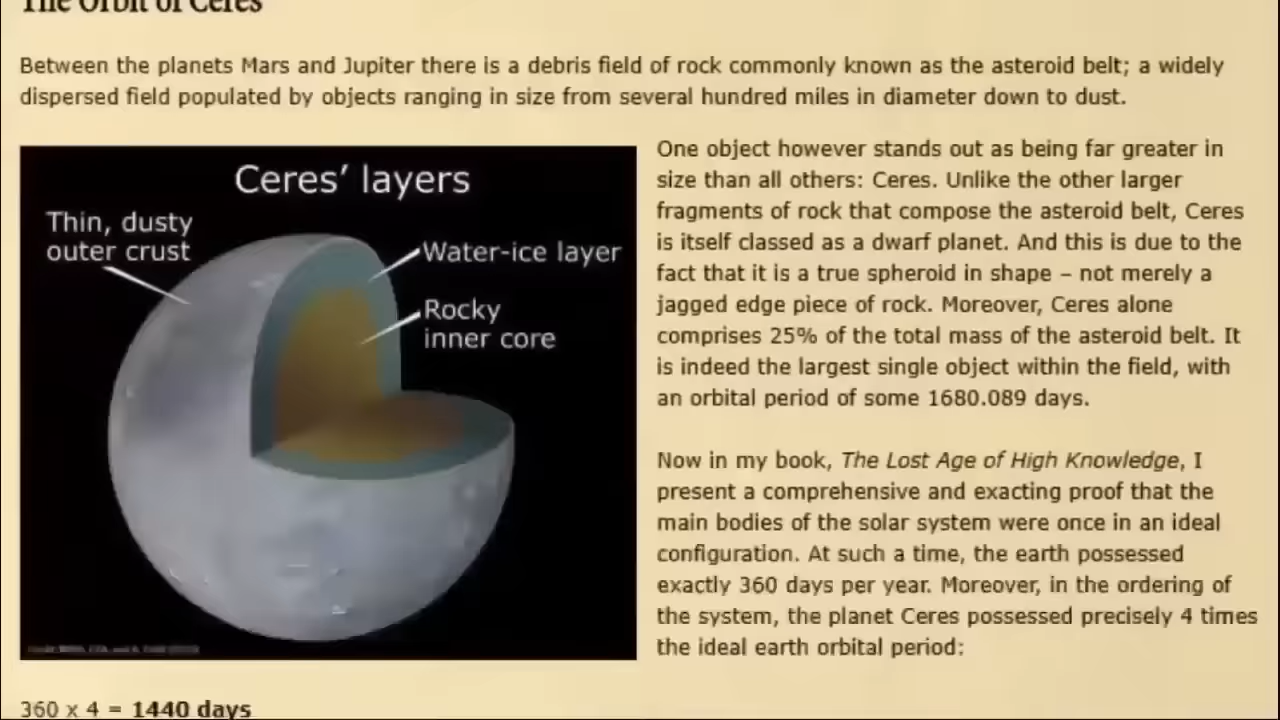 The Orbit of Ceres
Between the planets Mars and Jupiter there is a debris field of rock commonly known as the asteroid belt; a widely
dispersed field populated by objects ranging in size from several hundred miles in diameter down to dust.
Ceres' layers
Thin, dusty
outer crust
Water-ice layer
Rocky
inner core
One object however stands out as being far greater in
size than all others: Ceres. Unlike the other larger
fragments of rock that compose the asteroid belt, Ceres
is itself classed as a dwarf planet. And this is due to the
fact that it is a true spheroid in shape – not merely a
jagged edge piece of rock. Moreover, Ceres alone
comprises 25% of the total mass of the asteroid belt. It
is indeed the largest single object within the field, with
an orbital period of some 1680.089 days.
Now in my book, The Lost Age of High Knowledge, I
present a comprehensive and exacting proof that the
main bodies of the solar system were once in an ideal
configuration. At such a time, the earth possessed
exactly 360 days per year. Moreover, in the ordering of
the system, the planet Ceres possessed precisely 4 times
the ideal earth orbital period:
360 x 4 = 1440 days